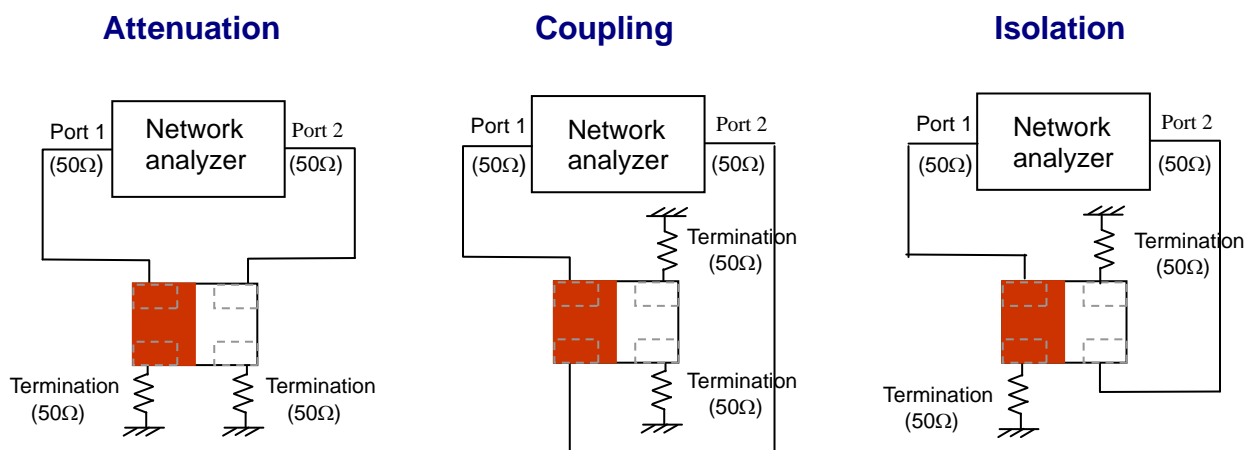 Attenuation
Port 1
(50Ω)
Network
analyzer
Port 2
(50Ω)
Termination
(50Ω)
Termination
(50Ω)
Coupling
Port 1
(50Ω)
Network
analyzer
Port 2
(50Ω)
Termination
(50Ω)
Termination
(50Ω)
Isolation
Port 1
(50Ω)
Network
analyzer
Port 2
(50Ω)
Termination
(50Ω)
Termination
(50Ω)